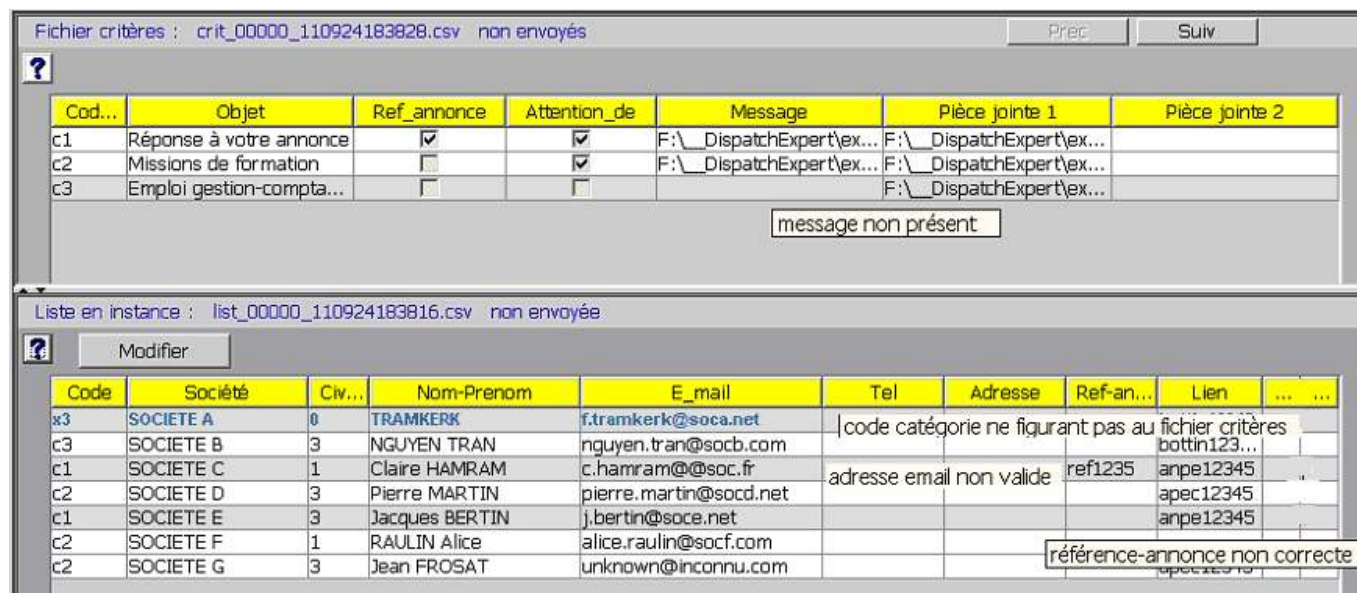 Fichier critères : crit_00000_110924183828.csv non envoyés Prec Suiv
?
Cod... Objet Ref_annonce Attention_de Message Pièce jointe 1 Pièce jointe 2
c1 Réponse à votre annonce F:\__DispatchExpert\ex... F:\__DispatchExpert\ex...
c2 Missions de formation F:\__DispatchExpert\ex... F:\__DispatchExpert\ex...
c3 Emploi gestion-compta... F:\__DispatchExpert\ex...
message non présent
Liste en instance : list_00000_110924183816.csv non envoyée
? Modifier
Code Société Civ... Nom-Prenom E_mail Tel Adresse Ref-an... Lien ... ...
x3 SOCIETE A 0 TRAMKERK f.tramkerk@soca.net
code catégorie ne figurant pas au fichier critères
c3 SOCIETE B 3 NGUYEN TRAN nguyen.tran@socb.com bottin123...
c1 SOCIETE C 1 Claire HAMRAM c.hamram@@soc.fr ref1235 anpe12345
adresse email non valide
c2 SOCIETE D 3 Pierre MARTIN pierre.martin@socd.net apec12345
c1 SOCIETE E 3 Jacques BERTIN j.bertin@soce.net anpe12345
c2 SOCIETE F 1 RAULIN Alice alice.raulin@socf.com
référence-annonce non correcte
c2 SOCIETE G 3 Jean FROSAT unknown@inconnu.com